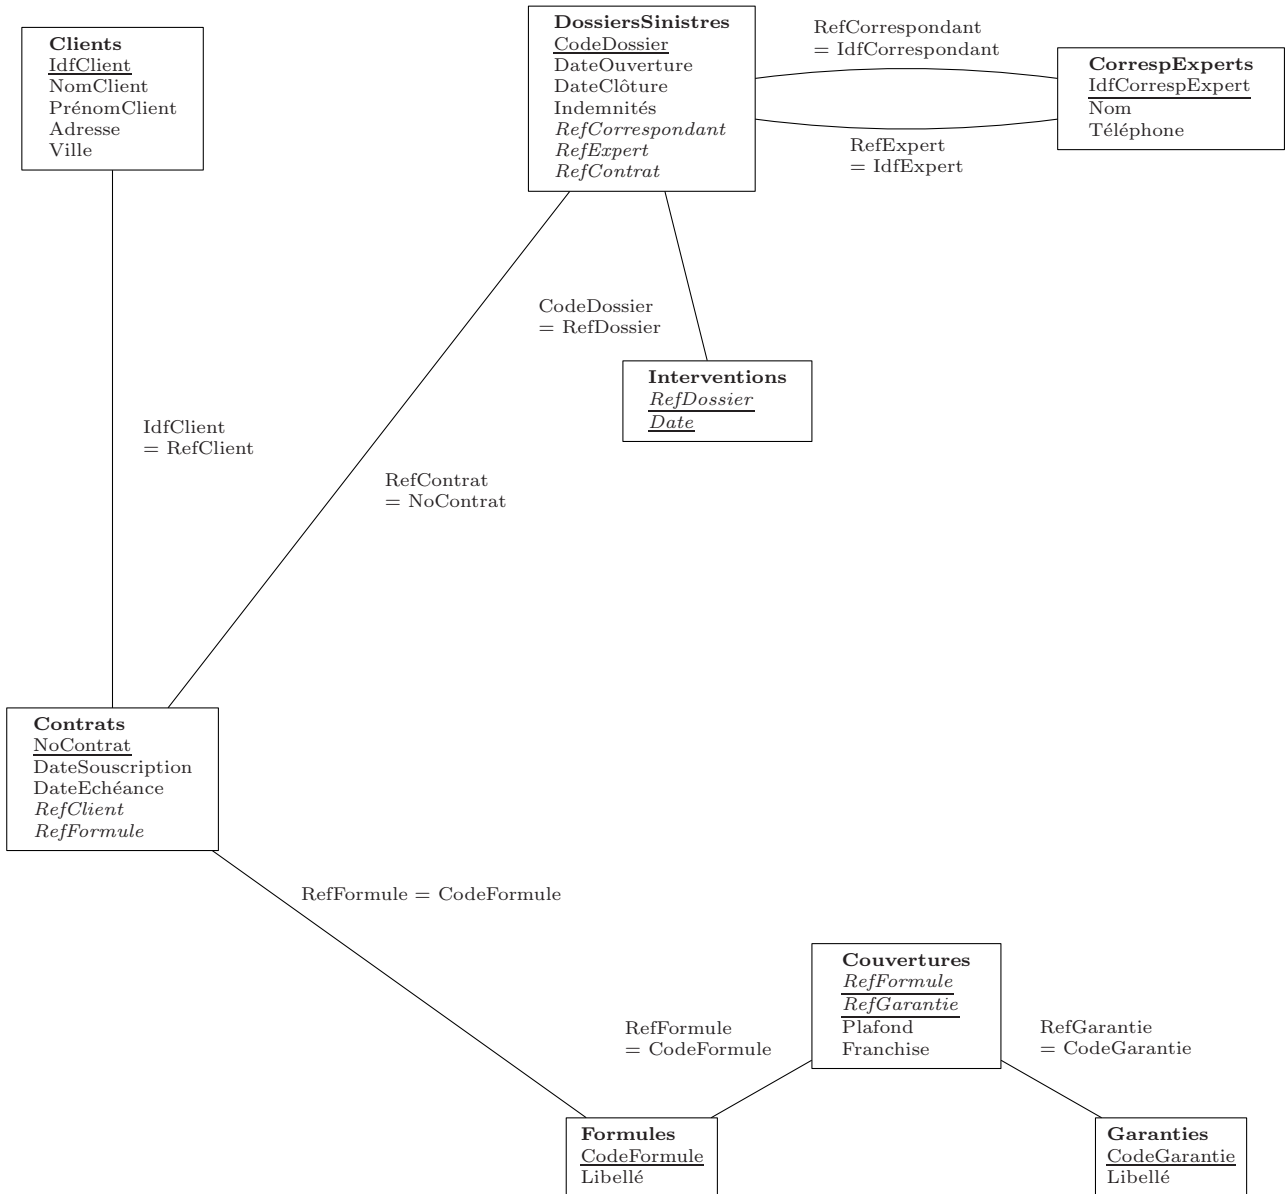 Clients
IdfClient
NomClient
PrénomClient
Adresse
Ville
DossiersSinistres
CodeDossier
DateOuverture
DateClôture
Indemnités
RefCorrespondant
RefExpert
RefContrat
RefCorrespondant
= IdfCorrespondant
CorrespExperts
IdfCorrespExpert
Nom
Téléphone
RefExpert
= IdfExpert
CodeDossier
= RefDossier
Interventions
RefDossier
Date
IdfClient
= RefClient
RefContrat
= NoContrat
Contrats
NoContrat
DateSouscription
DateEchéance
RefClient
RefFormule
RefFormule = CodeFormule
Couvertures
RefFormule
RefGarantie
Plafond
Franchise
RefFormule
= CodeFormule
RefGarantie
= CodeGarantie
Formules
CodeFormule
Libellé
Garanties
CodeGarantie
Libellé